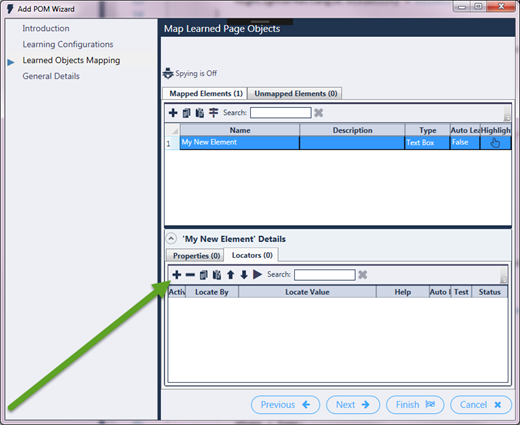 Add POM Wizard
Introduction
Learning Configurations
Learned Objects Mapping
General Details
Map Learned Page Objects
Spying is Off
Mapped Elements (1) Unmapped Elements (0)
Search:
Name Description Type Auto Lea Highligh
1 My New Element Text Box False
'My New Element' Details
Properties (0) Locators (0)
Search:
Activ Locate By Locate Value Help Auto Test Status
Previous Next Finish Cancel